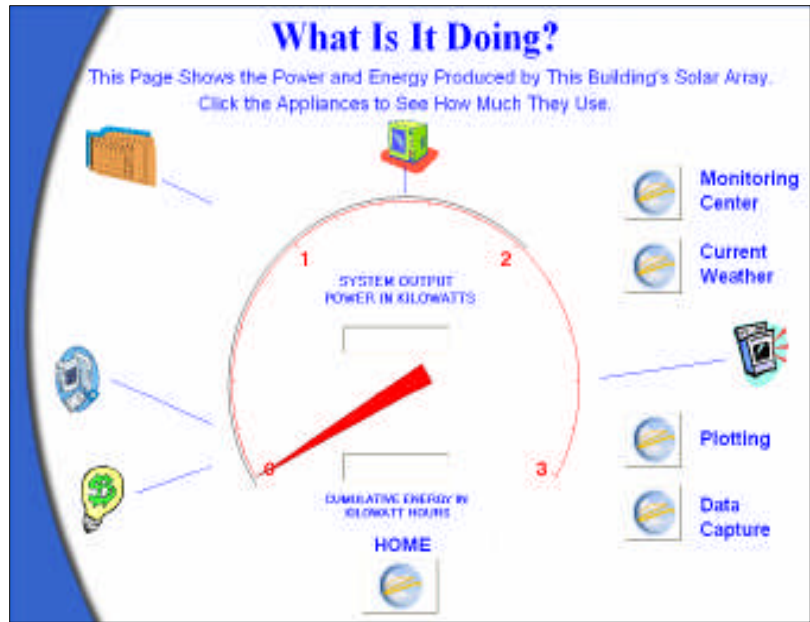 What Is It Doing?
This Page Shows the Power and Energy Produced by This Building's Solar Array.
Click the Appliances to See How Much They Use.
Monitoring
Center
Current
Weather
1
2
SYSTEM OUTPUT
POWER IN KILOWATTS
0
3
Plotting
CUMULATIVE ENERGY IN
KILOWATT HOURS
Data
Capture
HOME